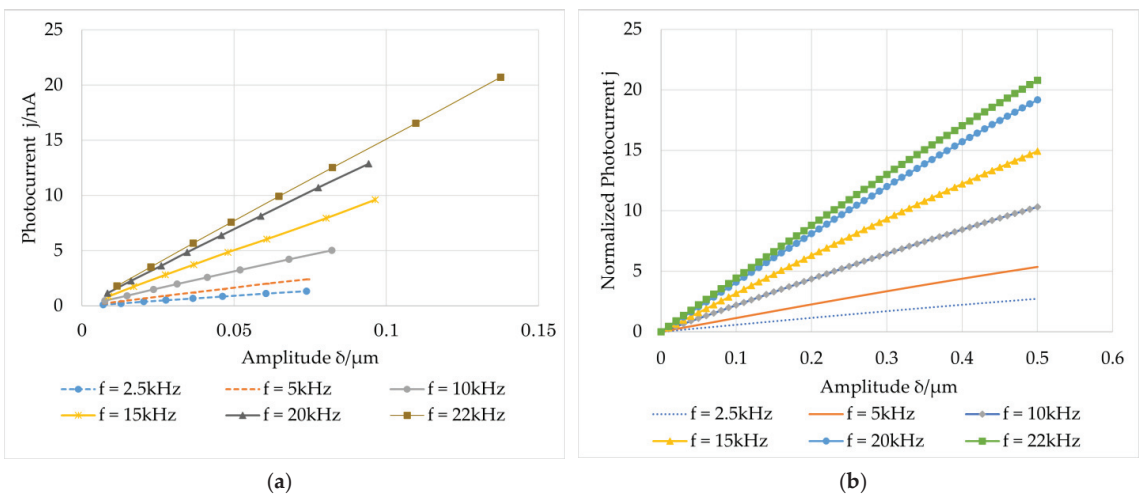 25
20
15
10
5
0
Photocurrent j/nA
0 0.05 0.1 0.15
Amplitude δ/μm
f = 2.5kHz f = 5kHz f = 10kHz
f = 15kHz f = 20kHz f = 22kHz
(a)
25
20
15
10
5
0
Normalized Photocurrent j
0 0.1 0.2 0.3 0.4 0.5 0.6
Amplitude δ/μm
f = 2.5kHz f = 5kHz f = 10kHz
f = 15kHz f = 20kHz f = 22kHz
(b)